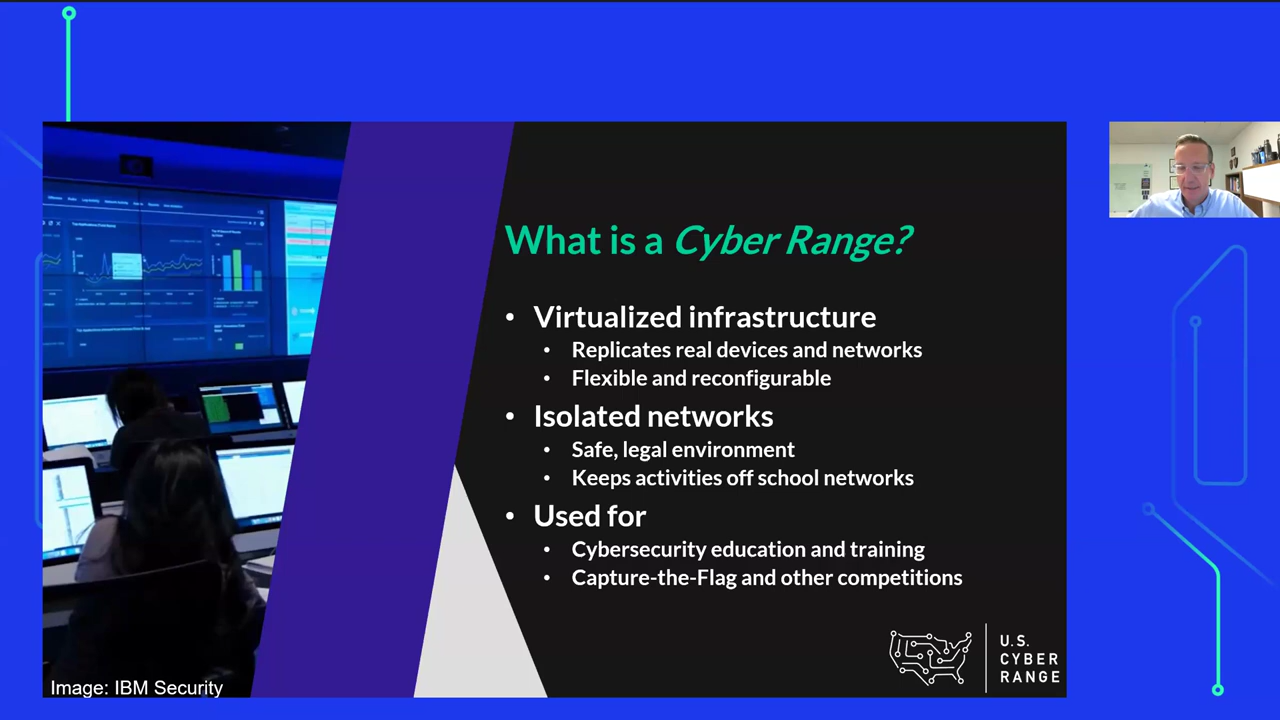 What is a Cyber Range?
• Virtualized infrastructure
• Replicates real devices and networks
• Flexible and reconfigurable
• Isolated networks
• Safe, legal environment
• Keeps activities off school networks
• Used for
• Cybersecurity education and training
• Capture-the-Flag and other competitions
U.S.
CYBER
RANGE
Image: IBM Security